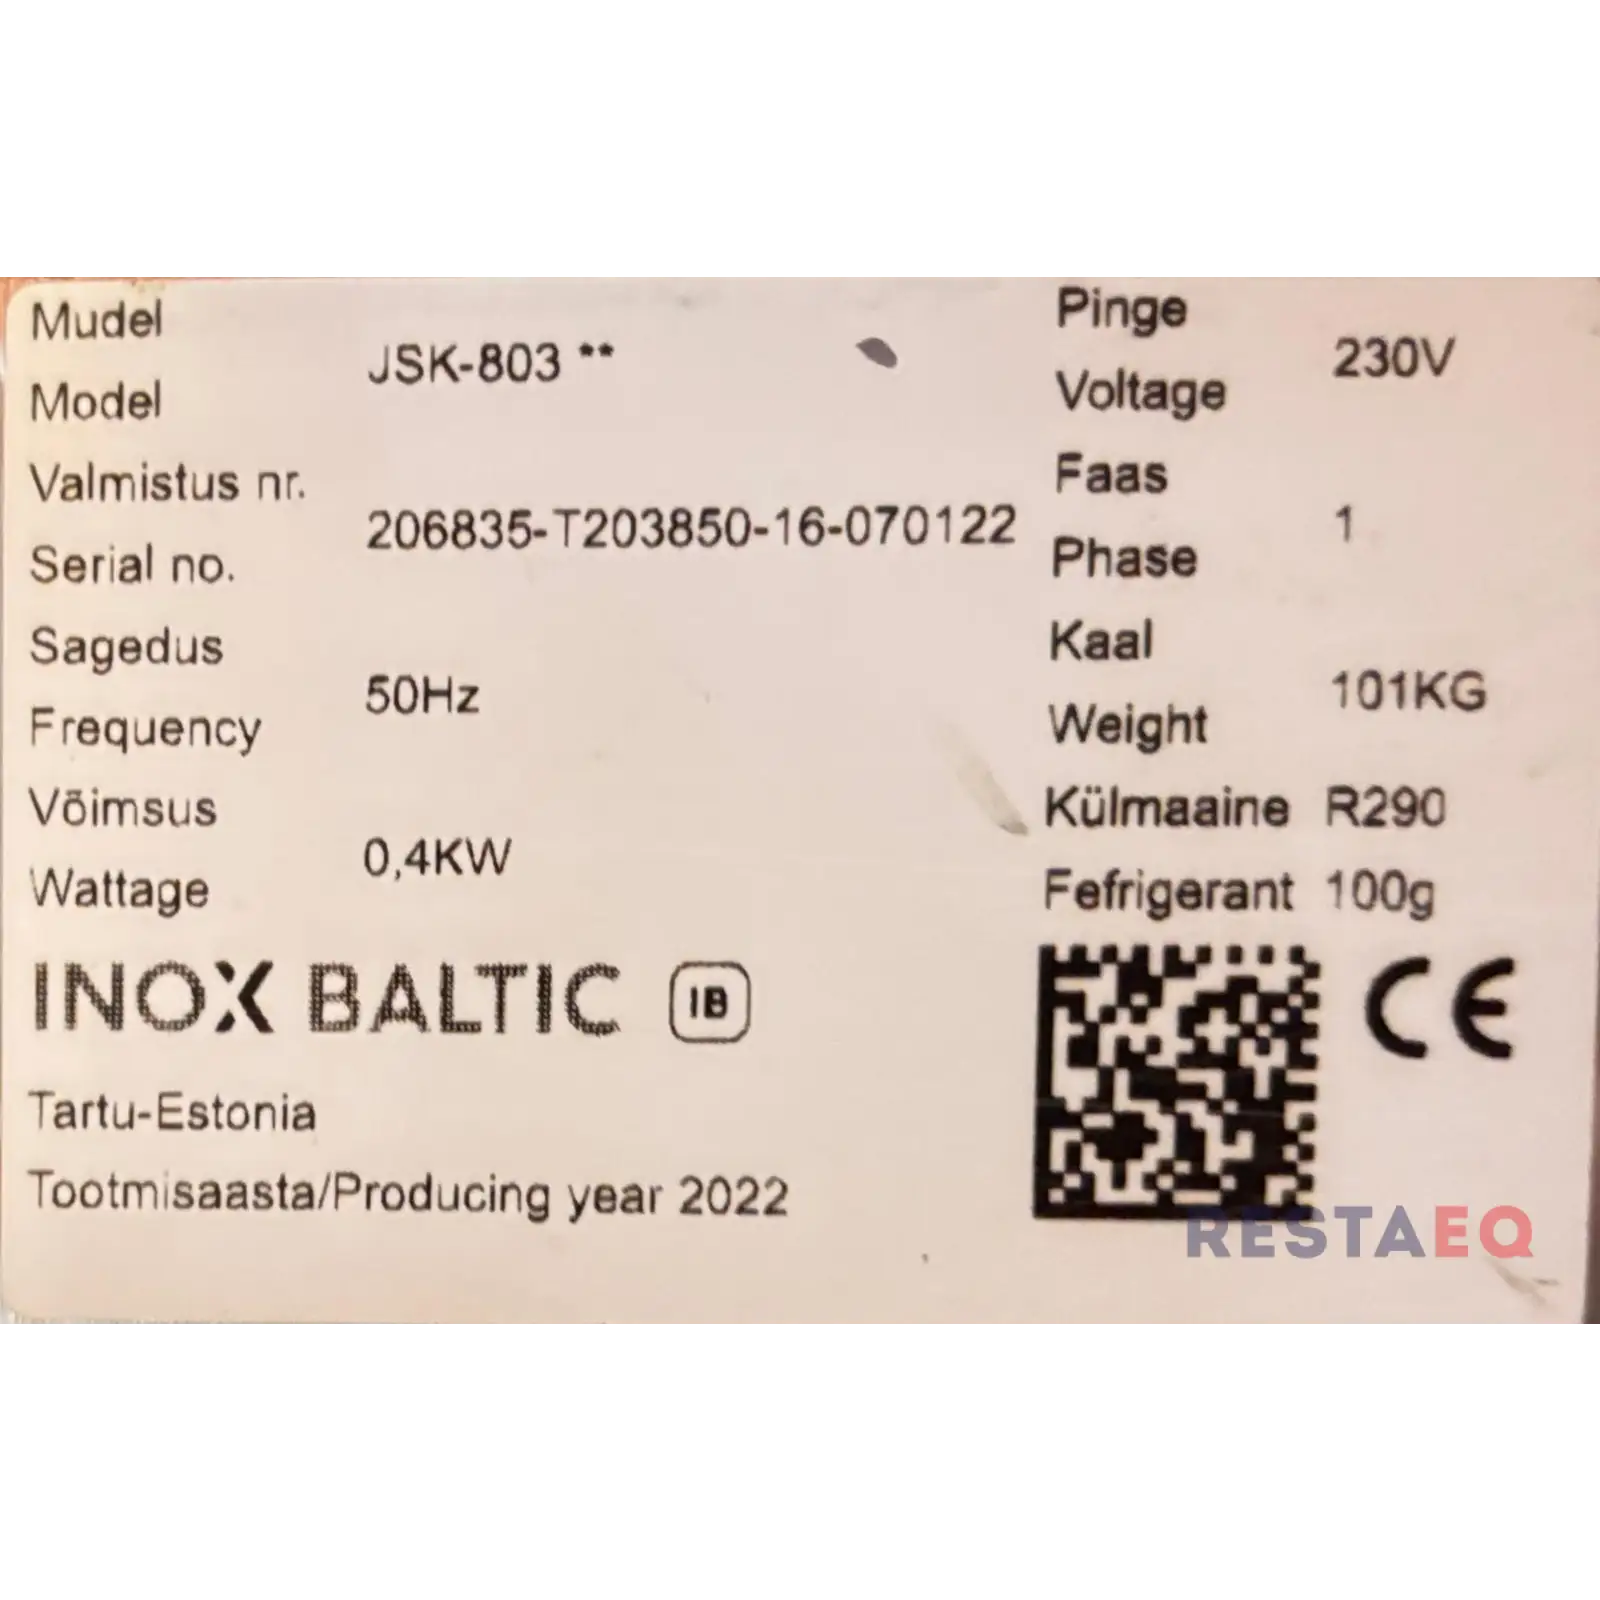 Mudel
Model
JSK-803 **
Valmistus nr.
Serial no.
206835-T203850-16-070122
Sagedus
Frequency
50Hz
Võimsus
Wattage
0,4KW
INOX BALTIC IB
Tartu-Estonia
Tootmisaasta/Producing year 2022
Pinge
Voltage
230V
Faas
Phase
1
Kaal
Weight
101KG
Külmaaine R290
Fefrigerant 100g
CE
RESTAEQ